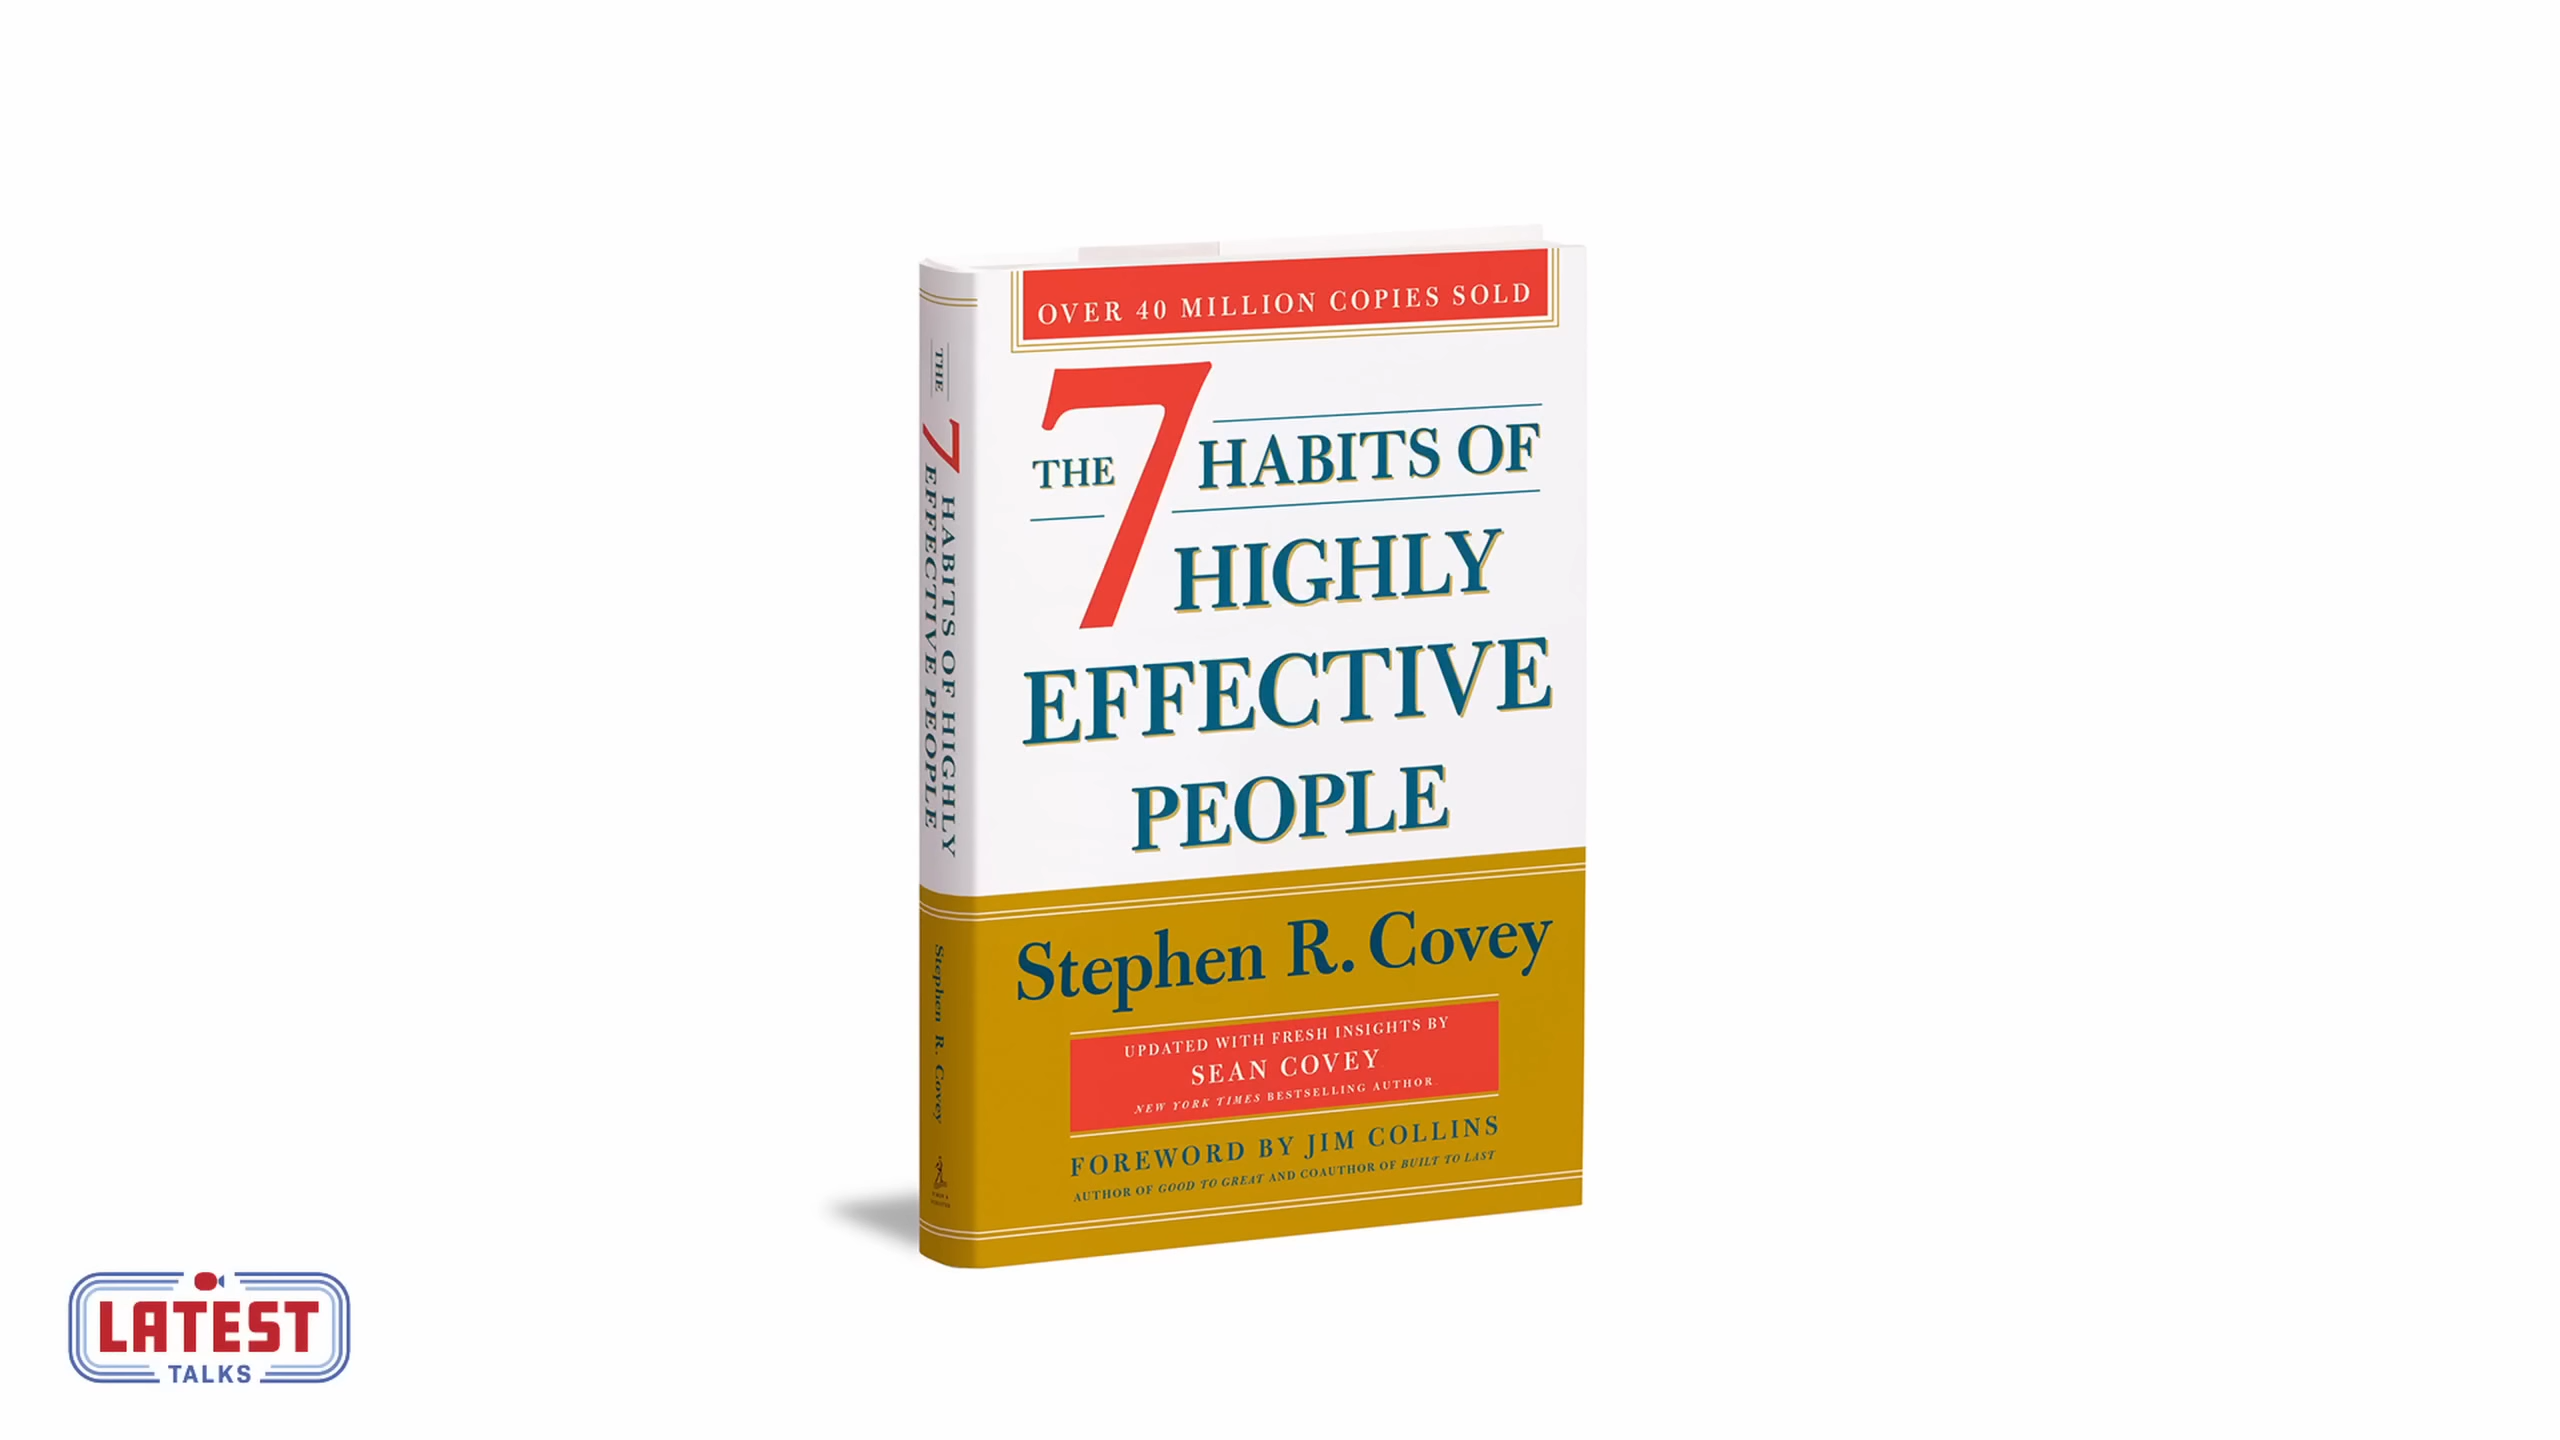 OVER 40 MILLION COPIES SOLD
THE 7 HABITS OF
HIGHLY
EFFECTIVE
PEOPLE
Stephen R. Covey
UPDATED WITH FRESH INSIGHTS BY
SEAN COVEY
NEW YORK TIMES BESTSELLING AUTHOR
FOREWORD BY JIM COLLINS
AUTHOR OF GOOD TO GREAT AND COAUTHOR OF BUILT TO LAST
THE 7 HABITS OF HIGHLY
EFFECTIVE PEOPLE
Stephen R. Covey
LATEST
TALKS